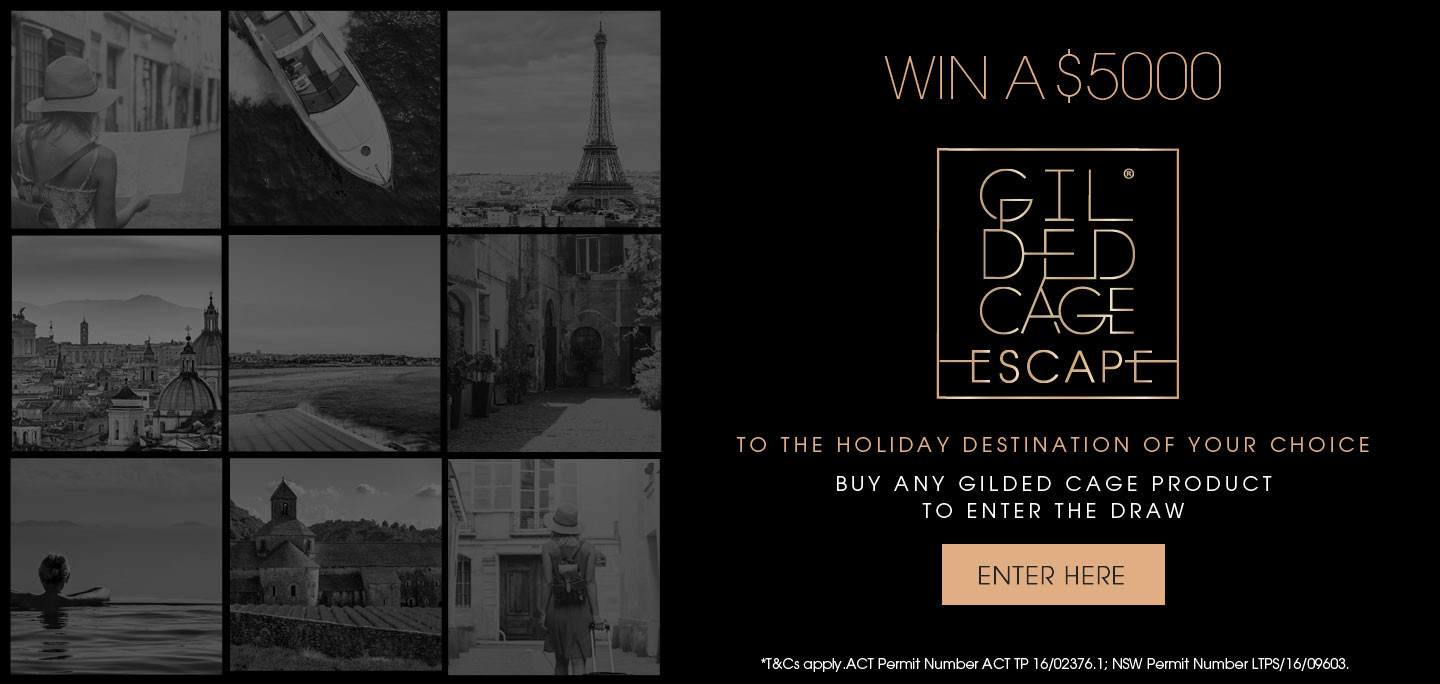 WIN A $5000
GIL®
DED
CAGE
ESCAPE
TO THE HOLIDAY DESTINATION OF YOUR CHOICE
BUY ANY GILDED CAGE PRODUCT
TO ENTER THE DRAW
ENTER HERE
*T&Cs apply.ACT Permit Number ACT TP 16/02376.1; NSW Permit Number LTPS/16/09603.